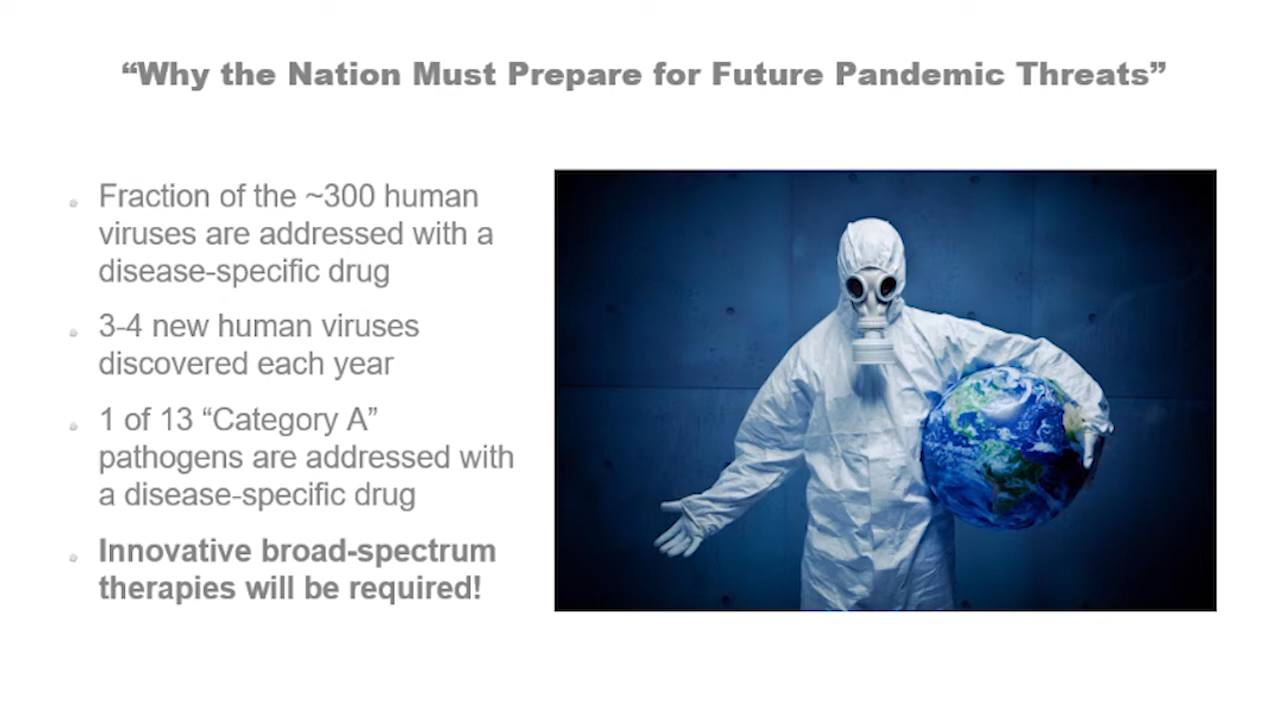 “Why the Nation Must Prepare for Future Pandemic Threats”
Fraction of the ~300 human
viruses are addressed with a
disease-specific drug
3-4 new human viruses
discovered each year
1 of 13 “Category A”
pathogens are addressed with
a disease-specific drug
Innovative broad-spectrum
therapies will be required!